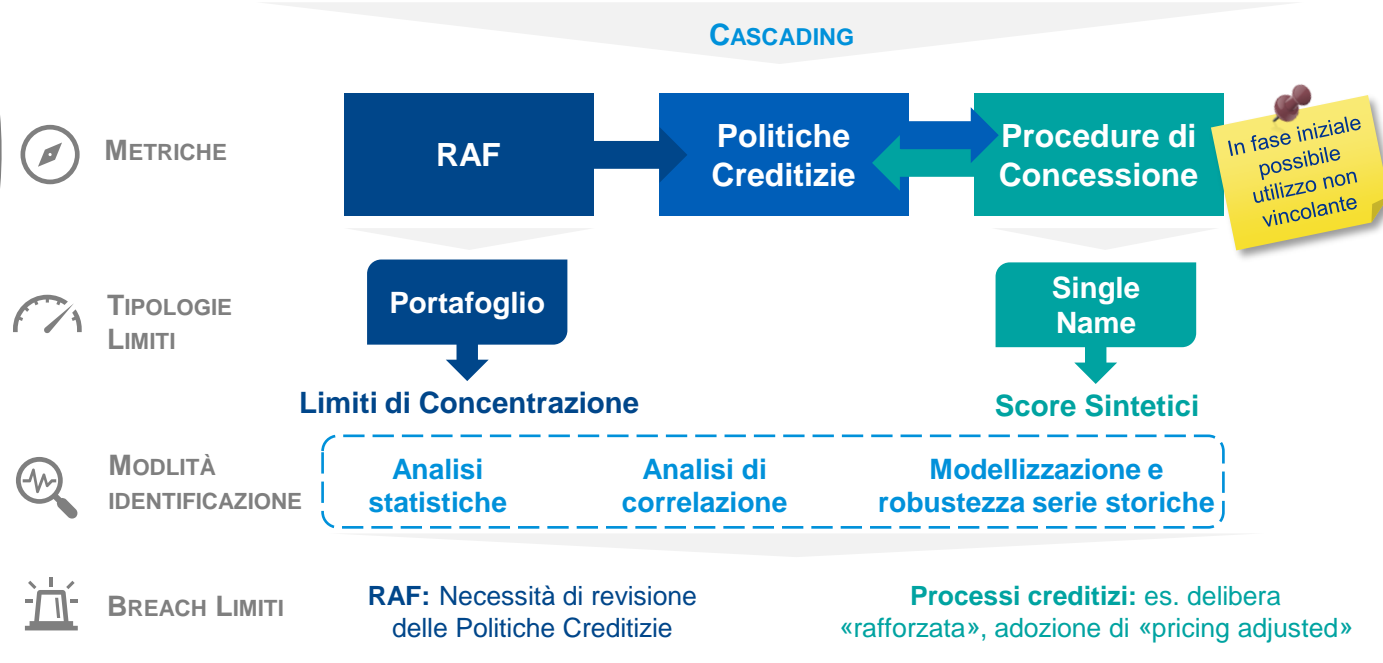 CASCADING
METRICHE
RAF
Politiche
Creditizie
Procedure di
Concessione
In fase iniziale
possibile
utilizzo non
vincolante
TIPOLOGIE
LIMITI
Portafoglio
Single
Name
Limiti di Concentrazione
Score Sintetici
MODLITÀ
IDENTIFICAZIONE
Analisi
statistiche
Analisi di
correlazione
Modellizzazione e
robustezza serie storiche
BREACH LIMITI
RAF: Necessità di revisione
delle Politiche Creditizie
Processi creditizi: es. delibera
«rafforzata», adozione di «pricing adjusted»